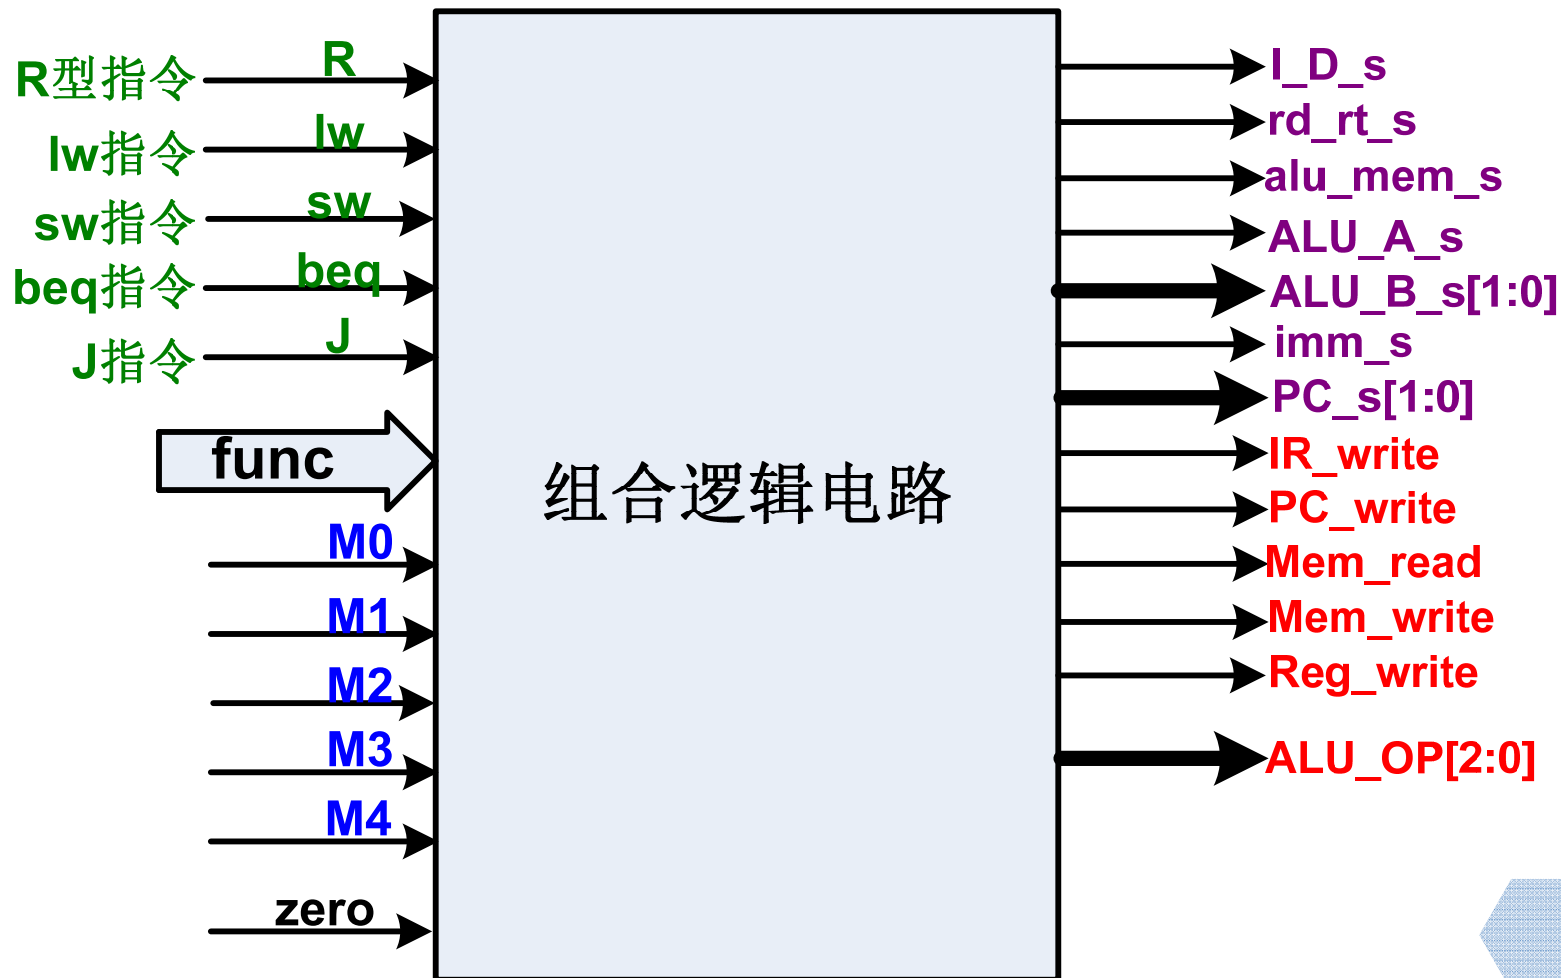 R型指令
R
lw指令
lw
sw指令
sw
beq指令
beq
J指令
J
func
M0
M1
M2
M3
M4
zero
组合逻辑电路
I_D_s
rd_rt_s
alu_mem_s
ALU_A_s
ALU_B_s[1:0]
imm_s
PC_s[1:0]
IR_write
PC_write
Mem_read
Mem_write
Reg_write
ALU_OP[2:0]